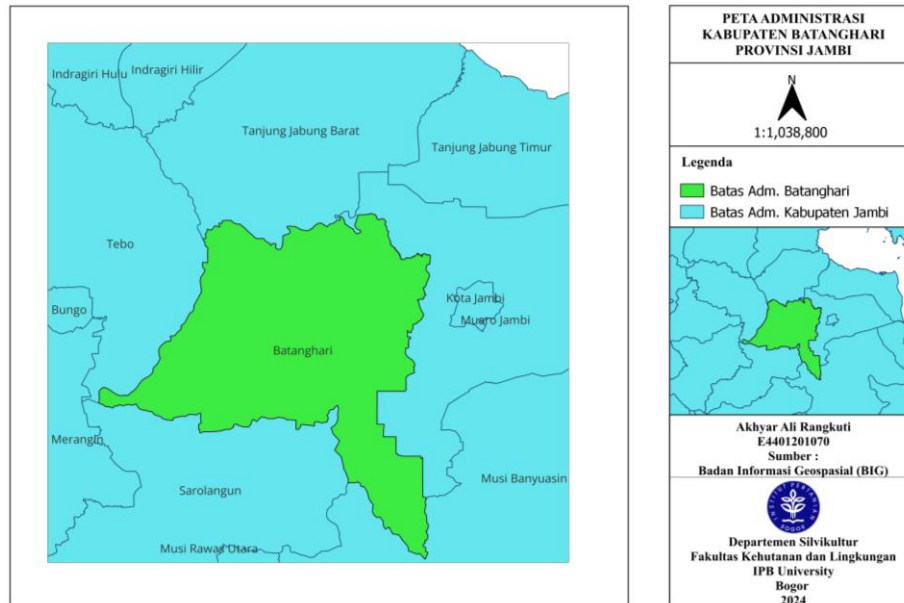 Indragiri Hulu
Indragiri Hilir
Tanjung Jabung Barat
Tanjung Jabung Timur
Tebo
Bungo
Kota Jambi
Muaro Jambi
Batanghari
Merangin
Sarolangun
Musi Banyuasin
Musi Rawas Utara
PETA ADMINISTRASI
KABUPATEN BATANGHARI
PROVINSI JAMBI
N
1:1,038,800
Legenda
Batas Adm. Batanghari
Batas Adm. Kabupaten Jambi
Akhyar Ali Rangkuti
E4401201070
Sumber :
Badan Informasi Geospasial (BIG)
INSTITUT PERTANIAN
BOGOR
Departemen Silvikultur
Fakultas Kehutanan dan Lingkungan
IPB University
Bogor
2024